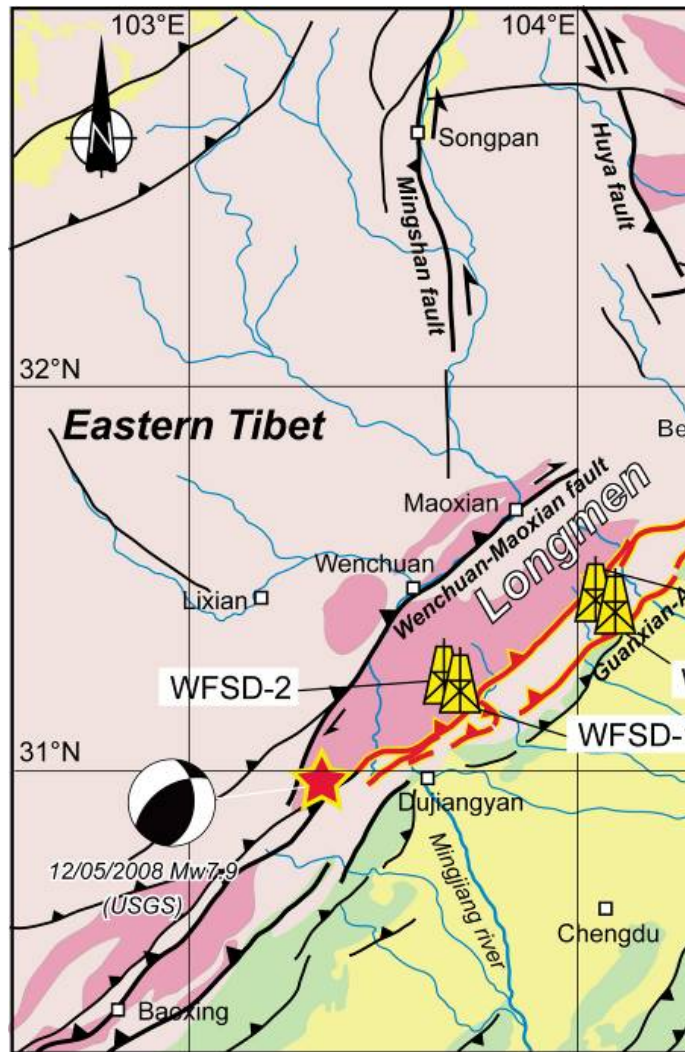 103°E
104°E
N
Songpan
Mingshan fault
Huya fault
32°N
Eastern Tibet
Be
Maoxian
Wenchuan-Maoxian fault
Longmen
Wenchuan
Lixian
Guanxian-A
WFSD-2
W
WFSD-
31°N
Dujiangyan
12/05/2008 Mw7.9
(USGS)
Mingjiang river
Chengdu
Baoxing